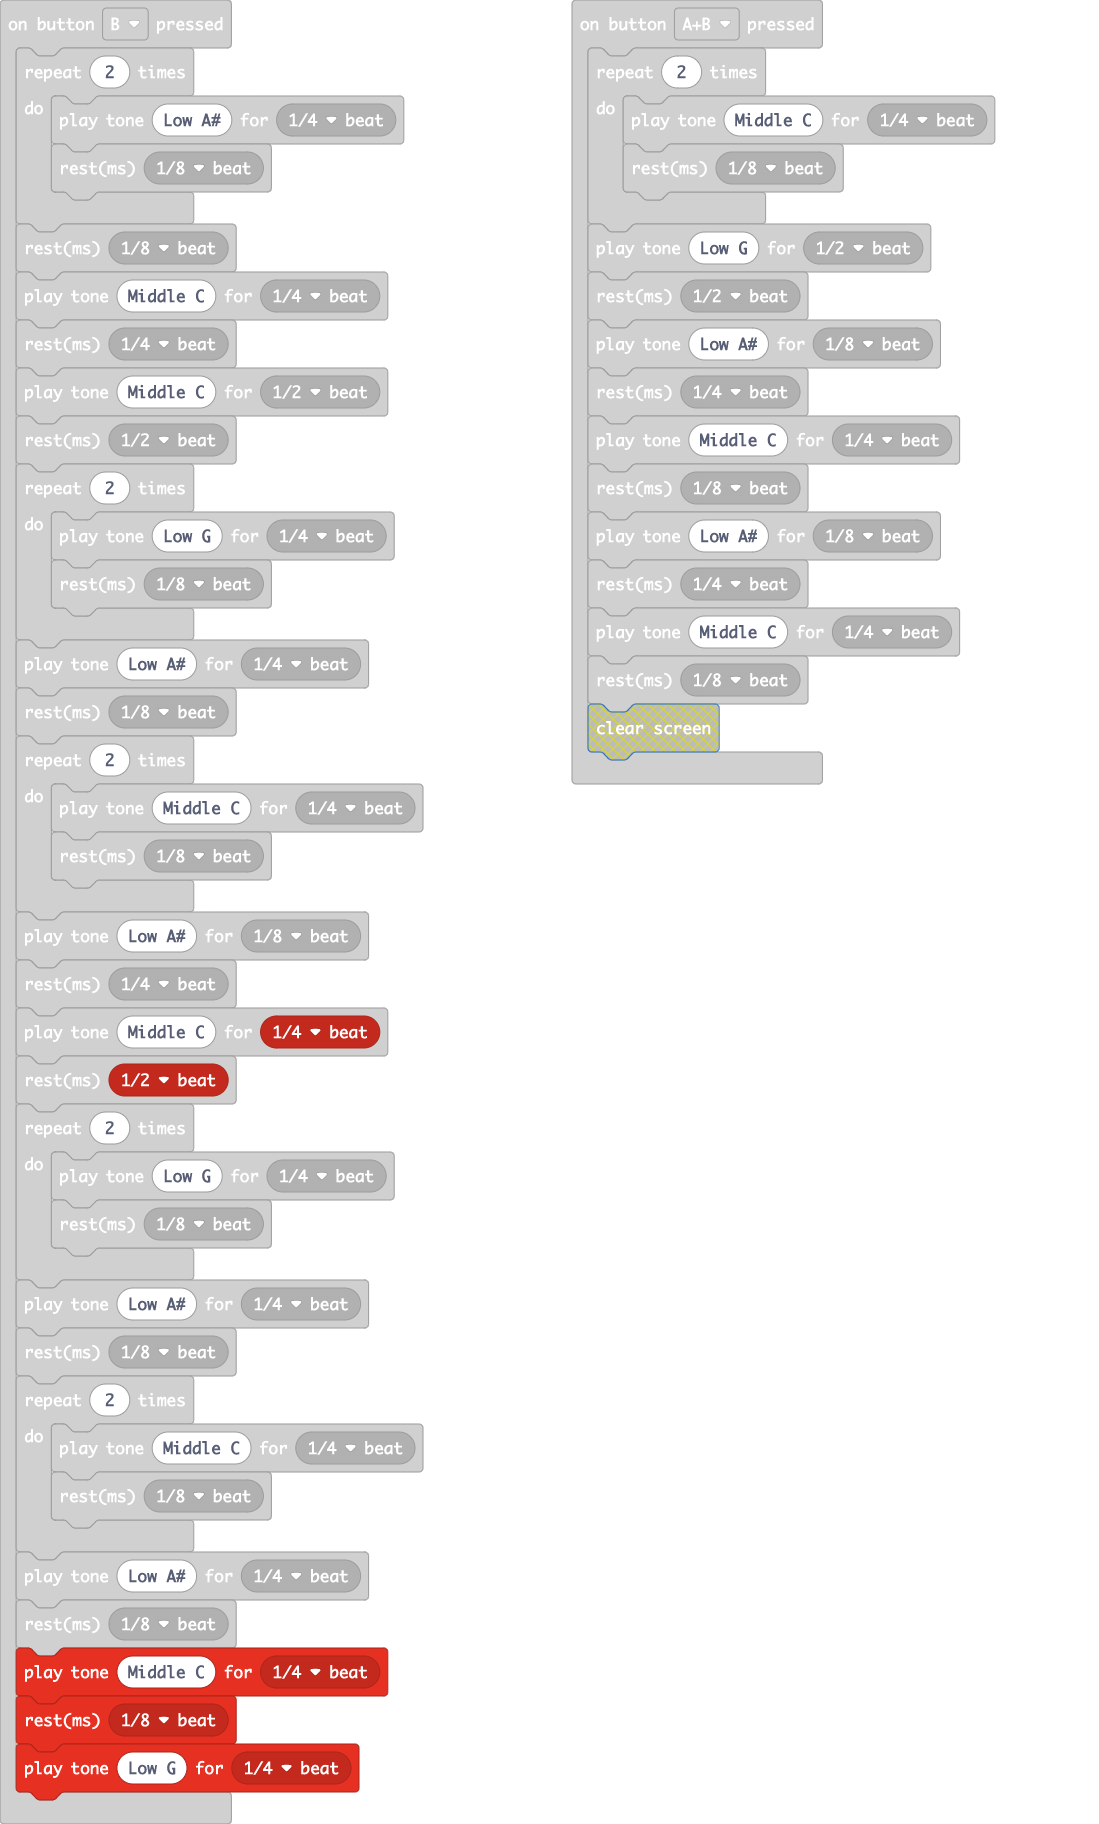 on button B pressed
repeat 2 times
do
play tone Low A# for 1/4 beat
rest(ms) 1/8 beat
rest(ms) 1/8 beat
play tone Middle C for 1/4 beat
rest(ms) 1/4 beat
play tone Middle C for 1/2 beat
rest(ms) 1/2 beat
repeat 2 times
do
play tone Low G for 1/4 beat
rest(ms) 1/8 beat
play tone Low A# for 1/4 beat
rest(ms) 1/8 beat
repeat 2 times
do
play tone Middle C for 1/4 beat
rest(ms) 1/8 beat
play tone Low A# for 1/8 beat
rest(ms) 1/4 beat
play tone Middle C for 1/4 beat
rest(ms) 1/2 beat
repeat 2 times
do
play tone Low G for 1/4 beat
rest(ms) 1/8 beat
play tone Low A# for 1/4 beat
rest(ms) 1/8 beat
repeat 2 times
do
play tone Middle C for 1/4 beat
rest(ms) 1/8 beat
play tone Low A# for 1/4 beat
rest(ms) 1/8 beat
play tone Middle C for 1/4 beat
rest(ms) 1/8 beat
play tone Low G for 1/4 beat
on button A+B pressed
repeat 2 times
do
play tone Middle C for 1/4 beat
rest(ms) 1/8 beat
play tone Low G for 1/2 beat
rest(ms) 1/2 beat
play tone Low A# for 1/8 beat
rest(ms) 1/4 beat
play tone Middle C for 1/4 beat
rest(ms) 1/8 beat
play tone Low A# for 1/8 beat
rest(ms) 1/4 beat
play tone Middle C for 1/4 beat
rest(ms) 1/8 beat
clear screen